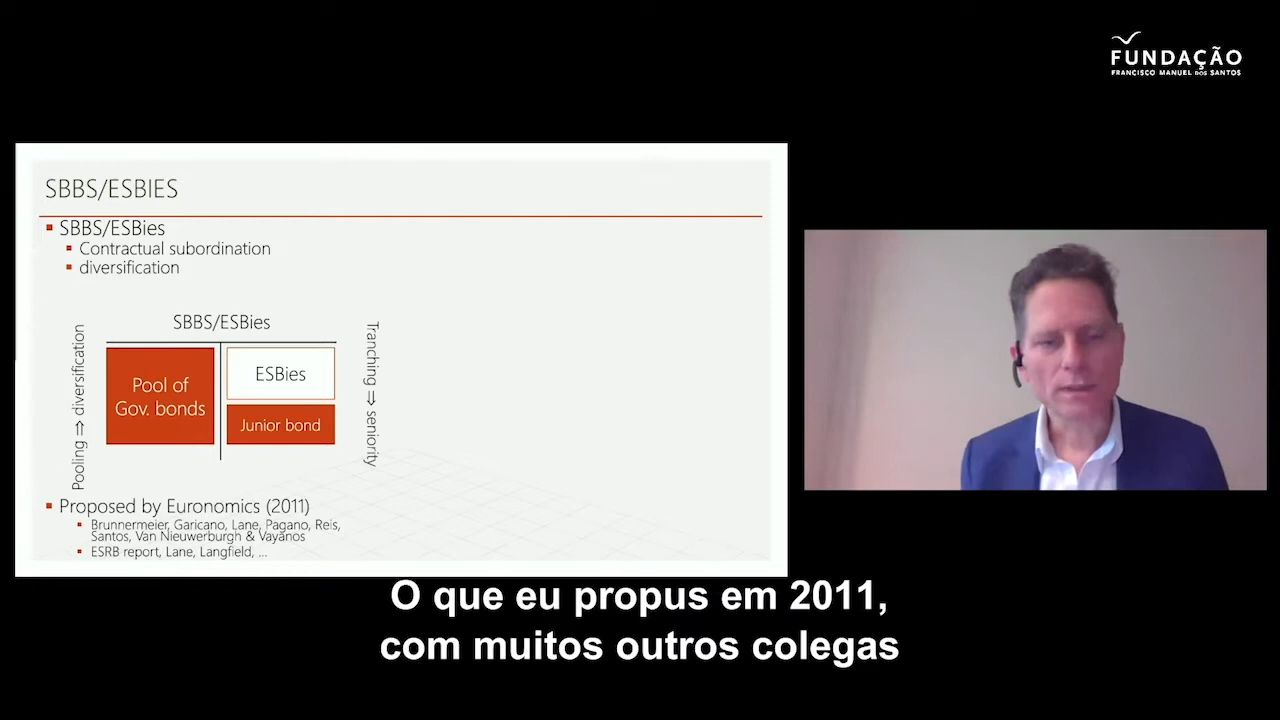 FUNDAÇÃO
FRANCISCO MANUEL DOS SANTOS
SBBS/ESBIES
SBBS/ESBies
Contractual subordination
diversification
SBBS/ESBies
Pooling ⇒ diversification
Pool of
Gov. bonds
ESBies
Junior bond
Tranching ⇒ seniority
Proposed by Euronomics (2011)
Brunnermeier, Garicano, Lane, Pagano, Reis,
Santos, Van Nieuwerburgh & Vayanos
ESRB report, Lane, Langfield, ...
O que eu propus em 2011,
com muitos outros colegas